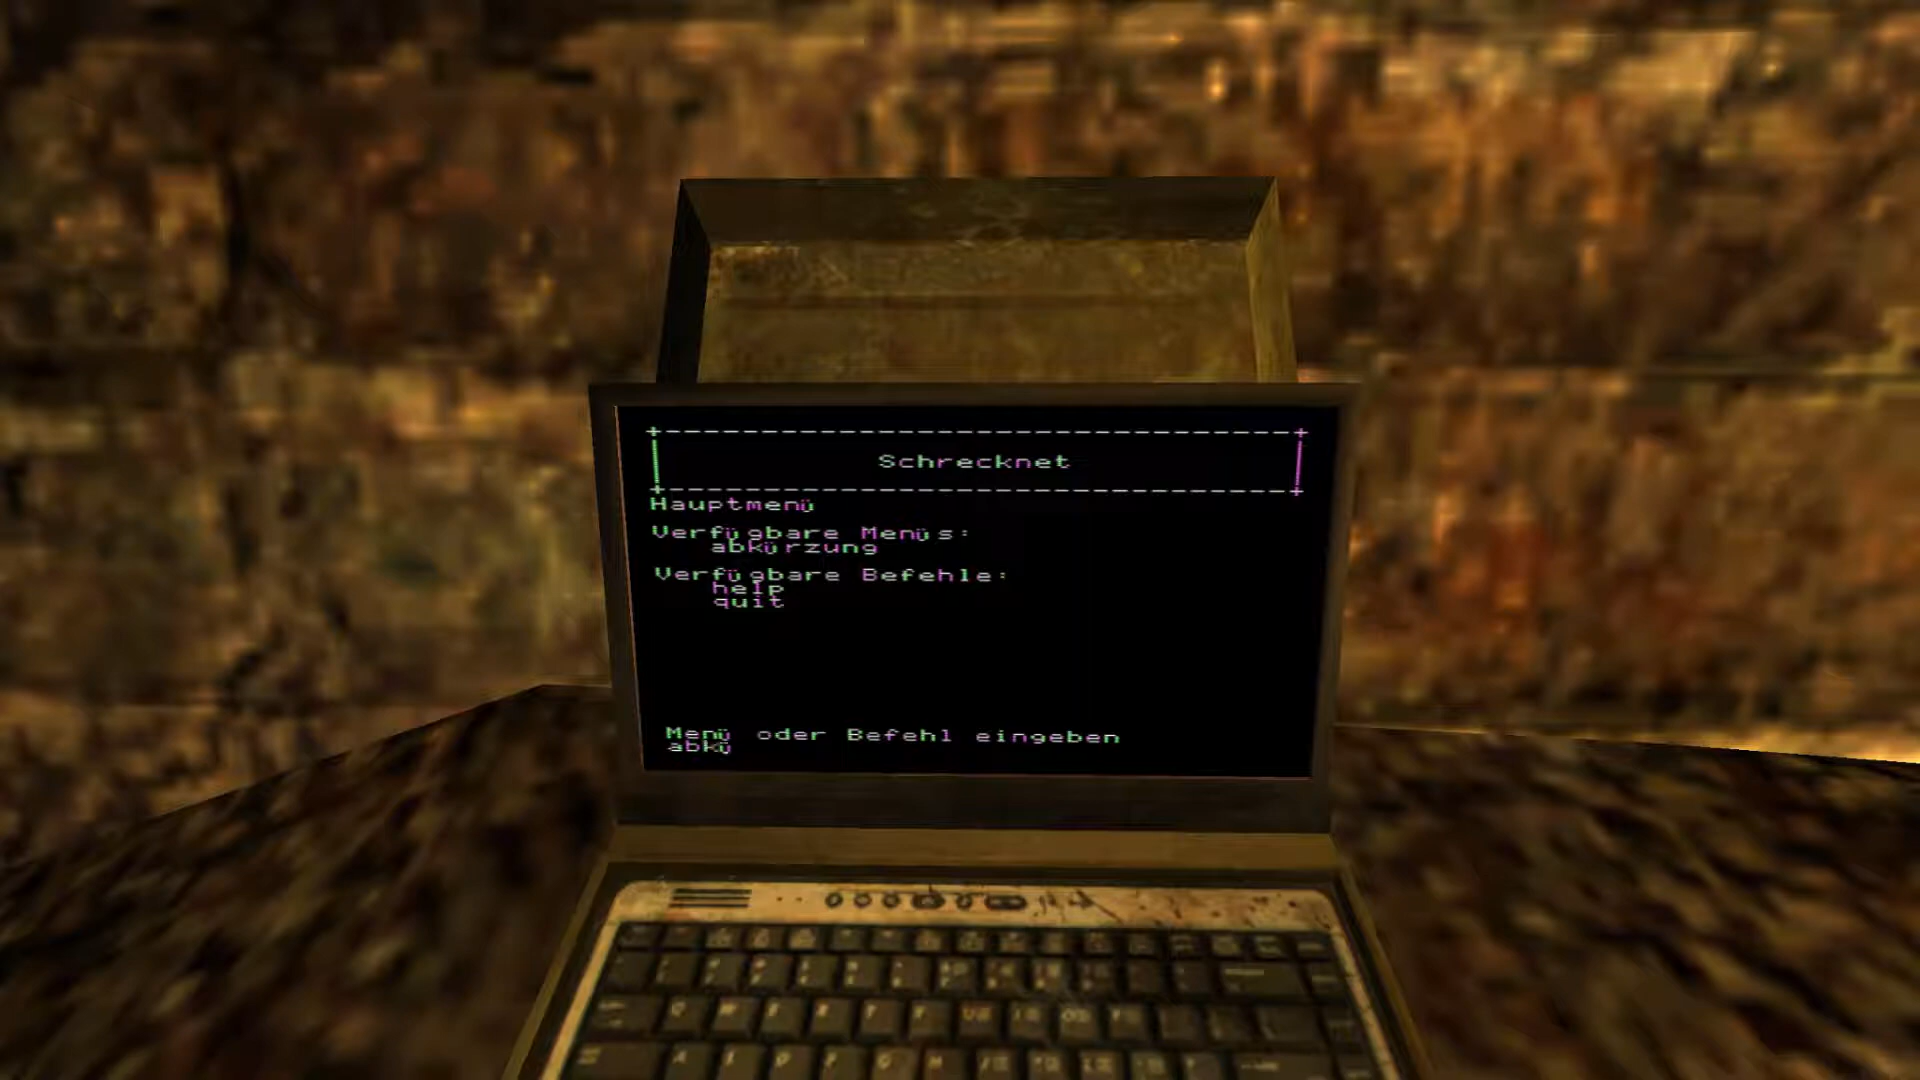 Schrecknet
Hauptmenü
Verfügbare Menüs:
abkürzung
Verfügbare Befehle:
help
quit
Menü oder Befehl eingeben
abkü